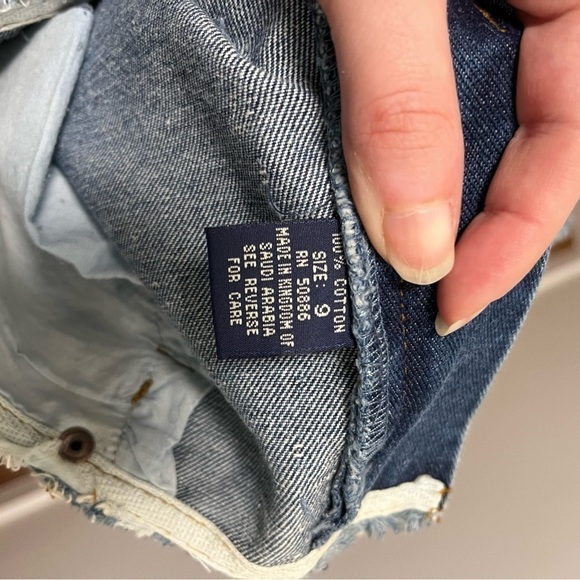 100% COTTON
SIZE: 9
RN 50886
MADE IN KINGDOM OF
SAUDI ARABIA
SEE REVERSE
FOR CARE